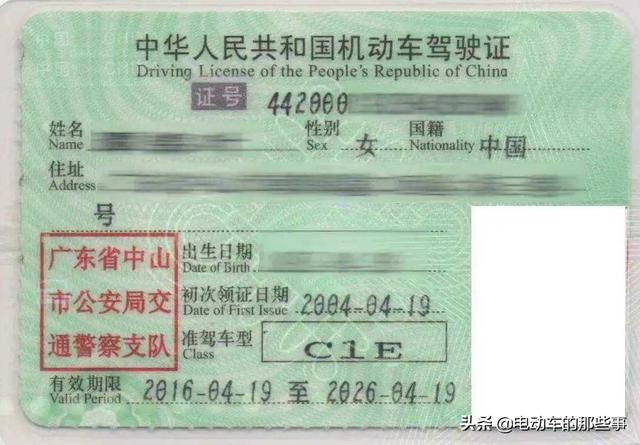 中华人民共和国机动车驾驶证
Driving License of the People's Republic of China
证号 442000
姓名 性别 女 国籍 中国
Name Sex Nationality
住址
Address
号
广东省中山
市公安局交
通警察支队
出生日期
Date of Birth
初次领证日期 2004-04-19
Date of First Issue
准驾车型 C1E
Class
有效期限 2016-04-19 至 2026-04-19
Valid Period
头条 @电动车的那些事